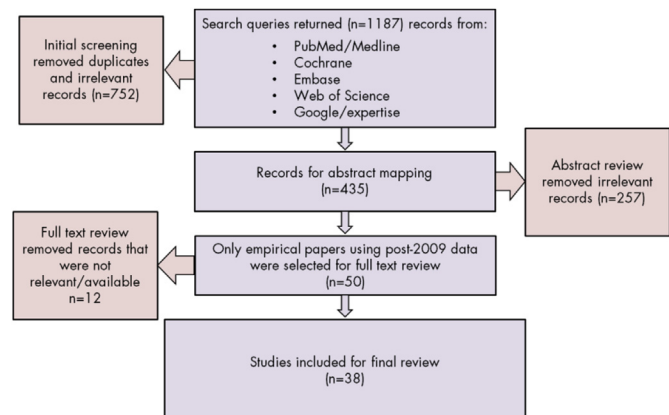 Search queries returned (n=1187) records from:
• PubMed/Medline
• Cochrane
• Embase
• Web of Science
• Google/expertise
Initial screening
removed duplicates
and irrelevant
records (n=752)
Records for abstract mapping
(n=435)
Abstract review
removed irrelevant
records (n=257)
Full text review
removed records that
were not
relevant/available
n=12
Only empirical papers using post-2009 data
were selected for full text review
(n=50)
Studies included for final review
(n=38)